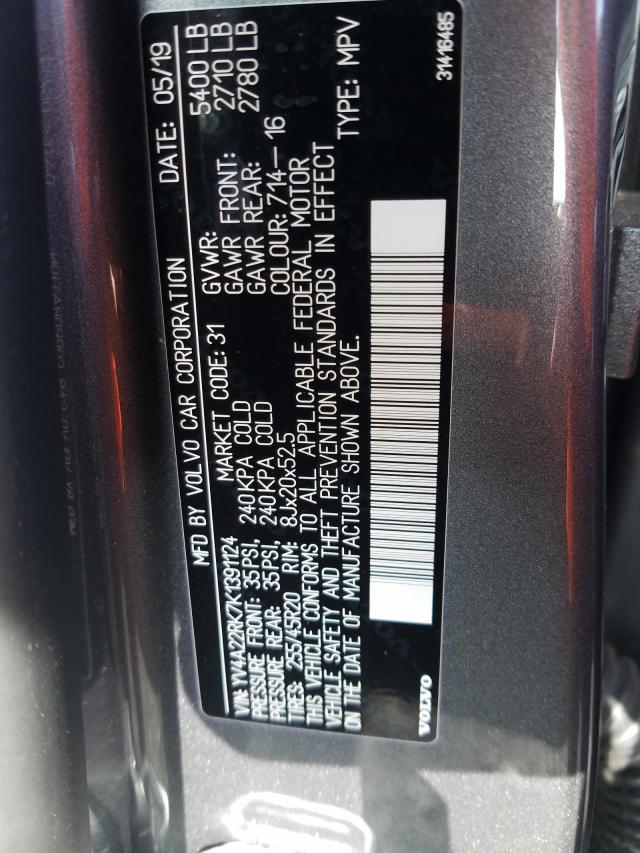 MFD BY VOLVO CAR CORPORATION DATE: 05/19
VIN: YV4A22RK7K1391124 GVWR: 5400 LB
MARKET CODE: 31 GAWR FRONT: 2710 LB
PRESSURE FRONT: 35PSI, 240KPA COLD GAWR REAR: 2780 LB
PRESSURE REAR: 35PSI, 240KPA COLD COLOUR: 714-16
TIRES: 255/45R20 RIM: 8Jx20x52.5
THIS VEHICLE CONFORMS TO ALL APPLICABLE FEDERAL MOTOR
VEHICLE SAFETY AND THEFT PREVENTION STANDARDS IN EFFECT
ON THE DATE OF MANUFACTURE SHOWN ABOVE. TYPE: MPV
VOLVO 31416485